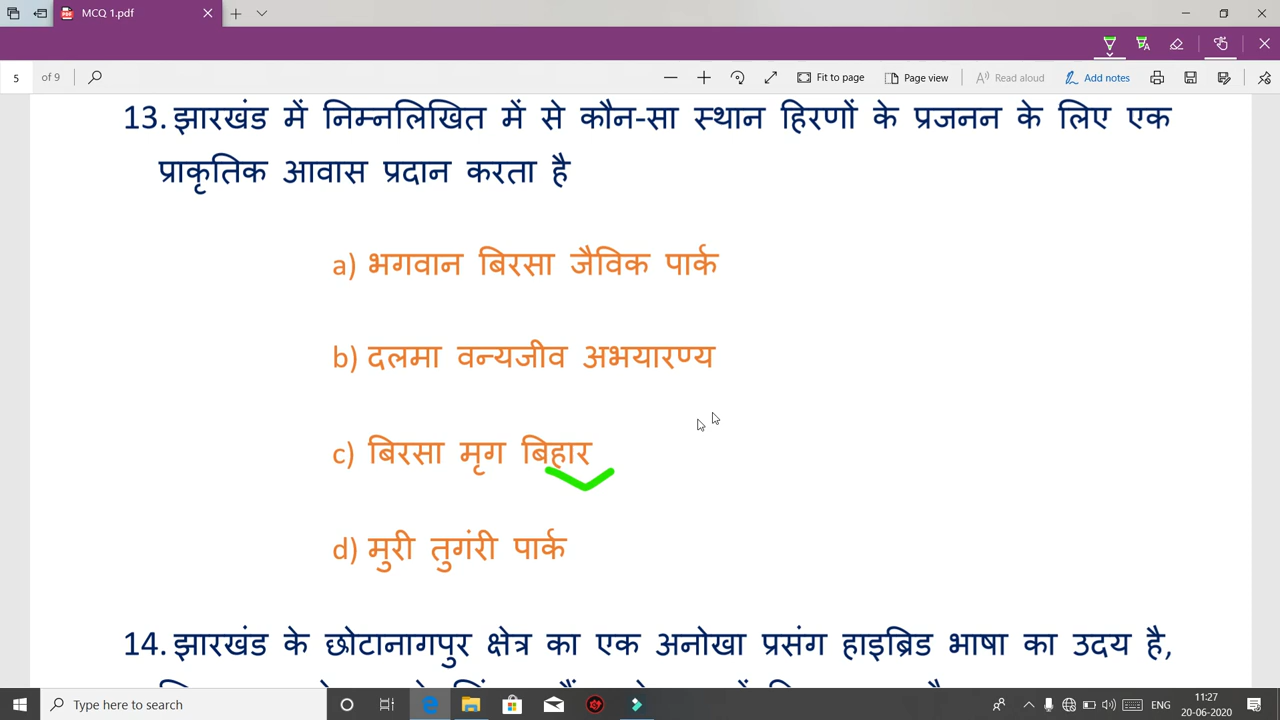 MCQ 1.pdf
5 of 9 Fit to page Page view Read aloud Add notes
13. झारखंड में निम्नलिखित में से कौन-सा स्थान हिरणों के प्रजनन के लिए एक
प्राकृतिक आवास प्रदान करता है
a) भगवान बिरसा जैविक पार्क
b) दलमा वन्यजीव अभयारण्य
c) बिरसा मृग बिहार
d) मुरी तुगंरी पार्क
14. झारखंड के छोटानागपुर क्षेत्र का एक अनोखा प्रसंग हाइब्रिड भाषा का उदय है,
Type here to search
11:27
20-06-2020